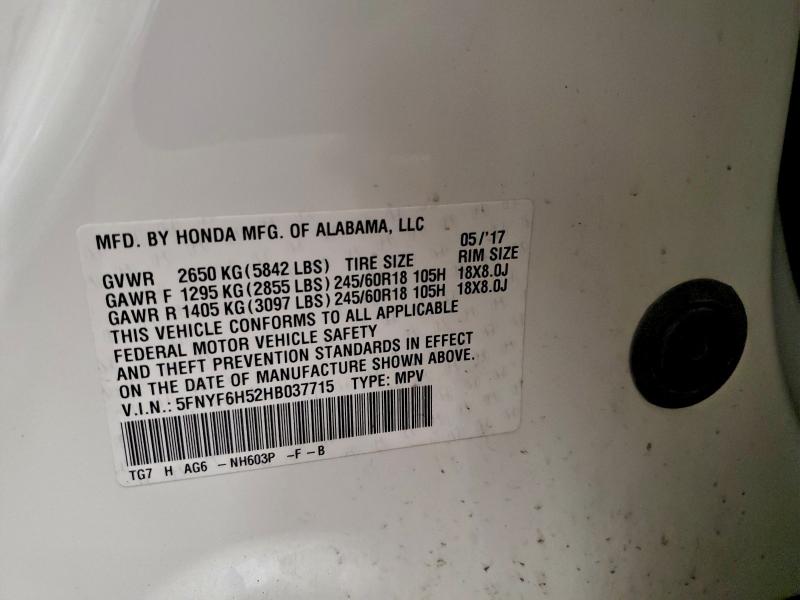 MFD. BY HONDA MFG. OF ALABAMA, LLC 05/'17
GVWR 2650 KG (5842 LBS) TIRE SIZE RIM SIZE
GAWR F 1295 KG (2855 LBS) 245/60R18 105H 18X8.0J
GAWR R 1405 KG (3097 LBS) 245/60R18 105H 18X8.0J
THIS VEHICLE CONFORMS TO ALL APPLICABLE
FEDERAL MOTOR VEHICLE SAFETY
AND THEFT PREVENTION STANDARDS IN EFFECT
ON THE DATE OF MANUFACTURE SHOWN ABOVE.
V.I.N.: 5FNYF6H52HB037715 TYPE: MPV
TG7 H AG6 -NH603P -F-B